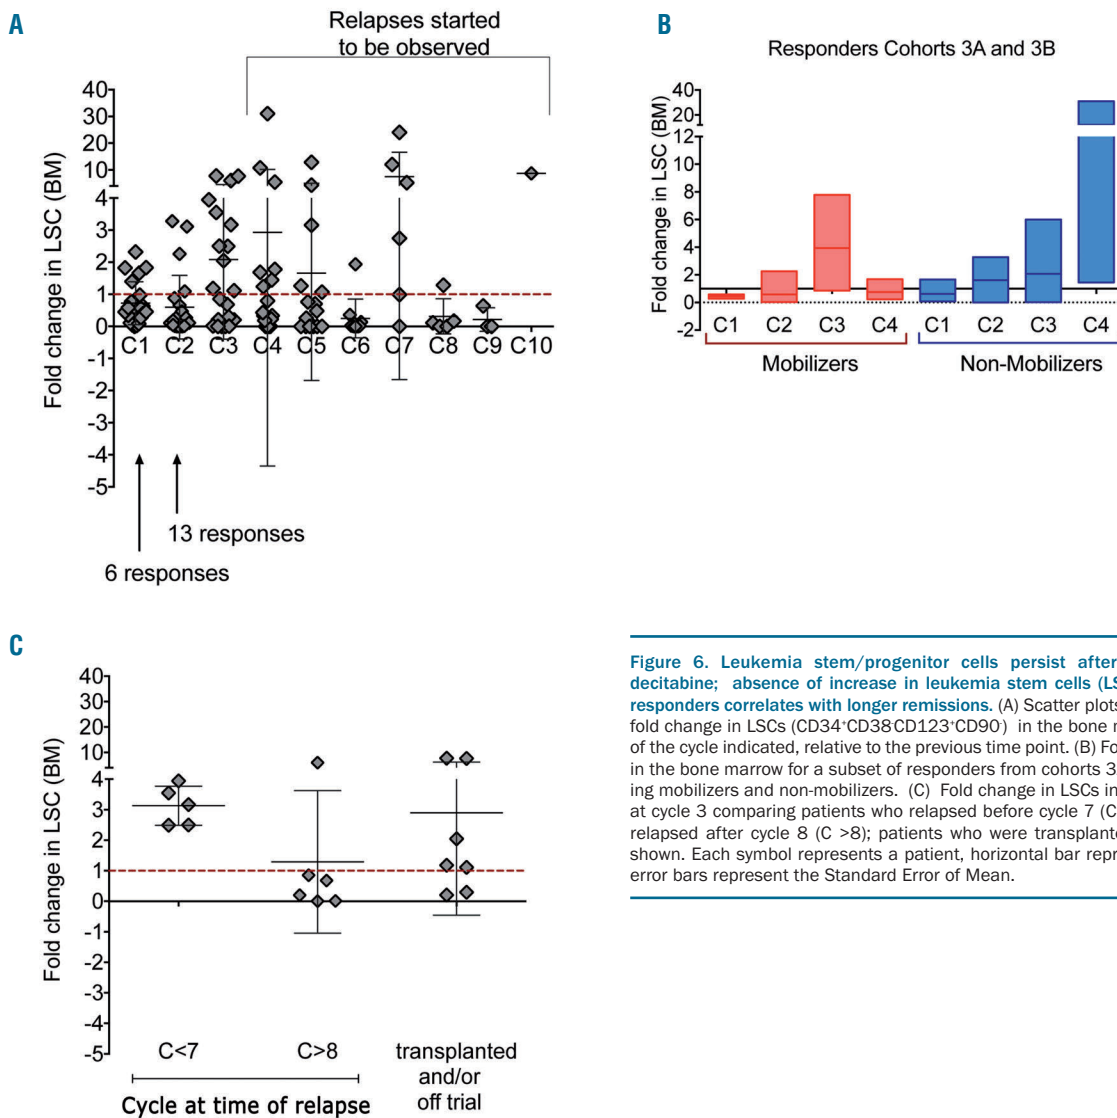 A
Relapses started
to be observed
Fold change in LSC (BM)
40
30
20
10
4
3
2
1
0
-1
-2
-3
-4
-5
C1 C2 C3 C4 C5 C6 C7 C8 C9 C10
13 responses
6 responses
B
Responders Cohorts 3A and 3B
Fold change in LSC (BM)
40
20
12
10
8
6
4
2
0
-2
C1 C2 C3 C4 C1 C2 C3 C4
Mobilizers Non-Mobilizers
C
Fold change in LSC (BM)
40
30
20
10
4
3
2
1
0
-1
-2
-3
-4
-5
C<7 C>8 transplanted
and/or
off trial
Cycle at time of relapse
Figure 6. Leukemia stem/progenitor cells persist after
decitabine; absence of increase in leukemia stem cells (LS
responders correlates with longer remissions. (A) Scatter plots
fold change in LSCs (CD34+CD38-CD123+CD90-) in the bone
of the cycle indicated, relative to the previous time point. (B)
in the bone marrow for a subset of responders from cohorts
ing mobilizers and non-mobilizers. (C) Fold change in LSCs in
at cycle 3 comparing patients who relapsed before cycle 7
relapsed after cycle 8 (C >8); patients who were
shown. Each symbol represents a patient, horizontal bar
error bars represent the Standard Error of Mean.